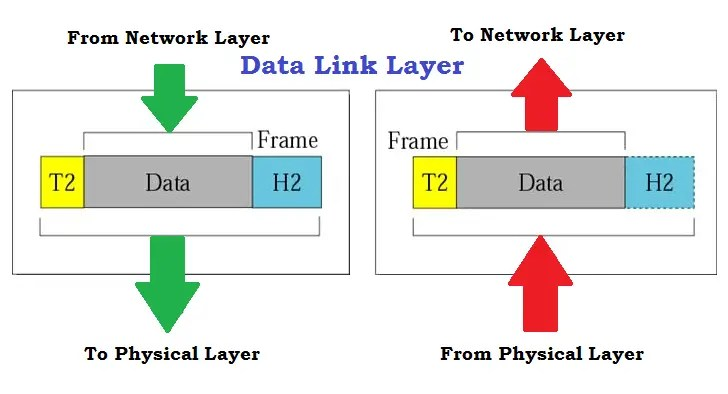 From Network Layer
To Network Layer
Data Link Layer
Frame
T2 Data H2
To Physical Layer
Frame
T2 Data H2
From Physical Layer